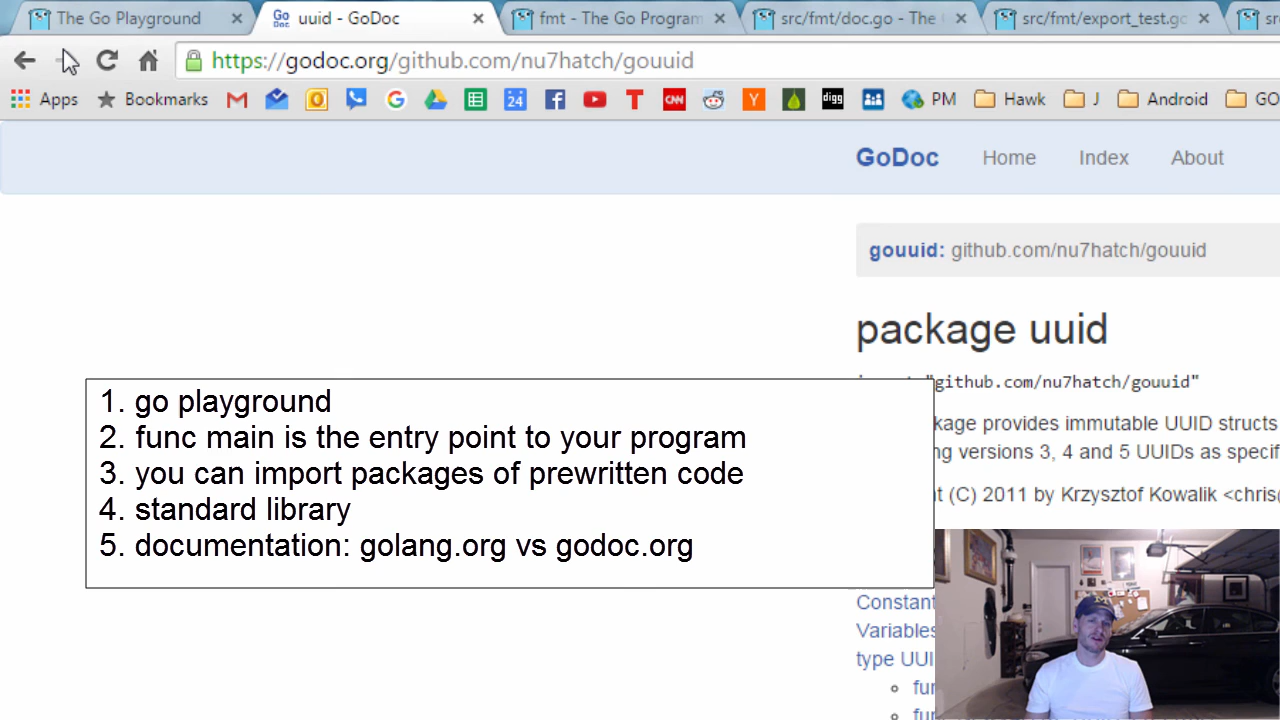 The Go Playground
uuid - GoDoc
fmt - The Go Program
src/fmt/doc.go - The
src/fmt/export_test.gc
https://godoc.org/github.com/nu7hatch/gouuid
Apps
Bookmarks
24
T
CNN
Y
digg
PM
Hawk
J
Android
GO
GoDoc
Home
Index
About
gouuid: github.com/nu7hatch/gouuid
package uuid
"github.com/nu7hatch/gouuid"
kage provides immutable UUID structs
ng versions 3, 4 and 5 UUIDs as specif
t (C) 2011 by Krzysztof Kowalik <chris(
1. go playground
2. func main is the entry point to your program
3. you can import packages of prewritten code
4. standard library
5. documentation: golang.org vs godoc.org
Constant
Variables
type UUI